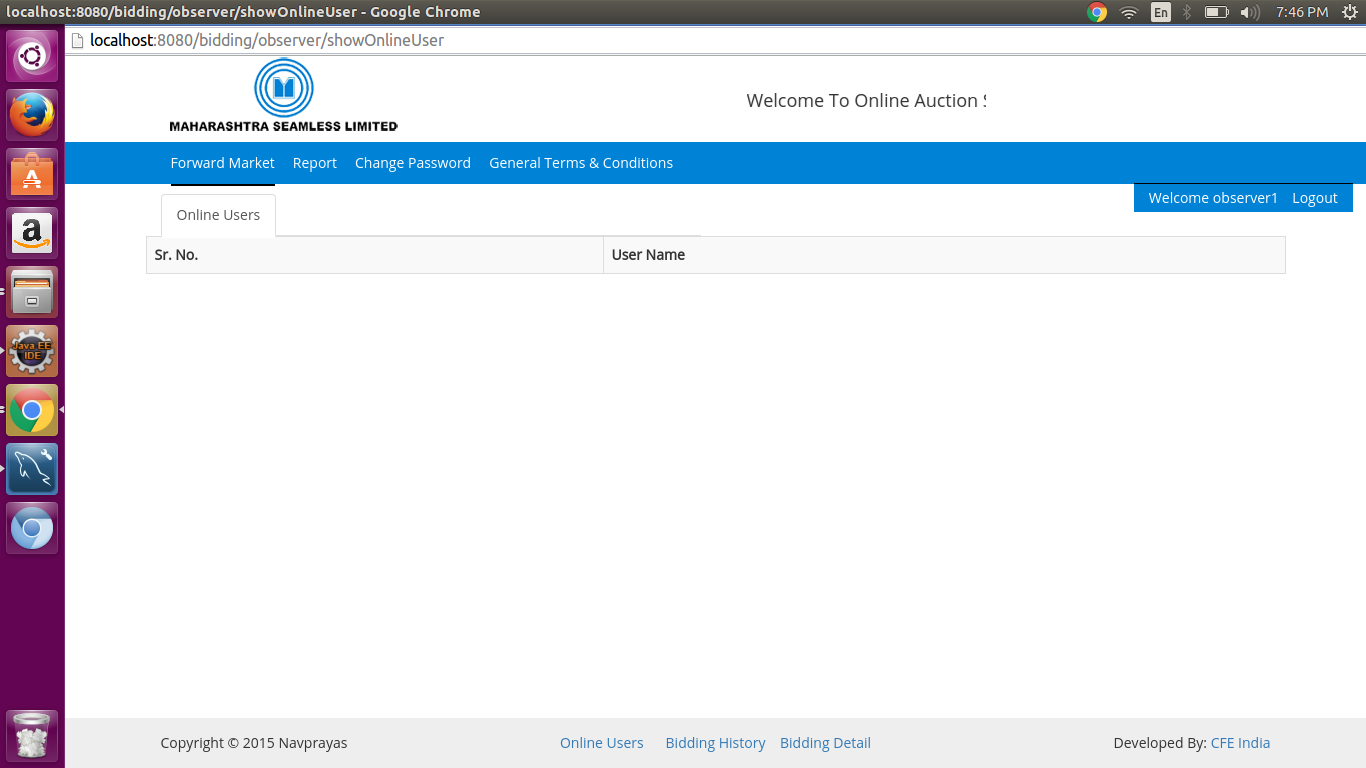 localhost:8080/bidding/observer/showOnlineUser - Google Chrome
En
7:46 PM
localhost:8080/bidding/observer/showOnlineUser
MAHARASHTRA SEAMLESS LIMITED
Welcome To Online Auction
Forward Market Report Change Password General Terms & Conditions
Welcome observer1 Logout
Online Users
Sr. No. User Name
Java EE
IDE
Copyright © 2015 Navprayas Online Users Bidding History Bidding Detail Developed By: CFE India